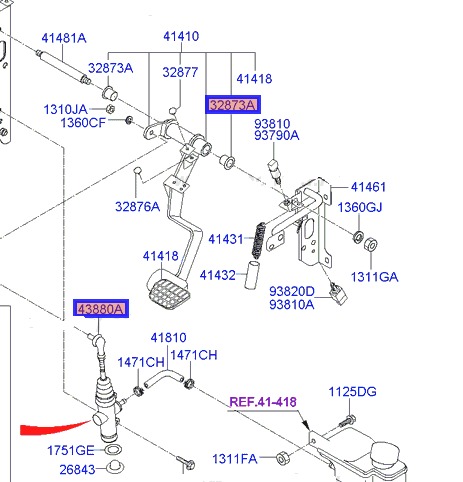 41481A
41410
32873A
32877
41418
1310JA
32873A
1360CF
93810
93790A
41461
32876A
1360GJ
41431
41418
41432
1311GA
93820D
93810A
43880A
41810
1471CH
1471CH
1125DG
REF.41-418
1751GE
26843
1311FA